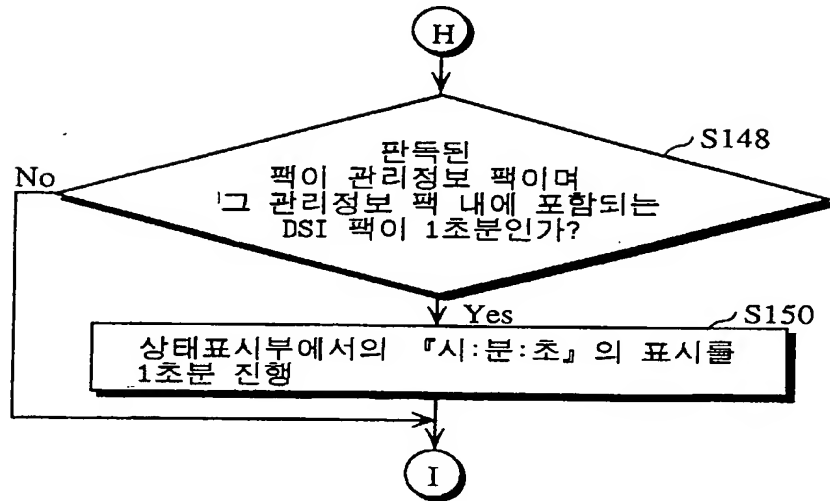 H
S148
판독된
팩이 관리정보 팩이며
그 관리정보 팩 내에 포함되는
DSI 팩이 1초분인가?
No
Yes
S150
상태표시부에서의 『시:분:초』의 표시를
1초분 진행
I